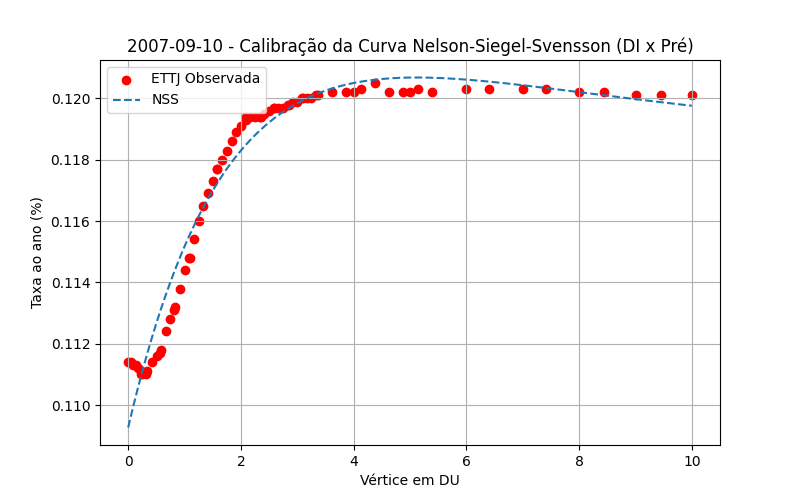 2007-09-10 - Calibração da Curva Nelson-Siegel-Svensson (DI x Pré)
ETTJ Observada
NSS
Taxa ao ano (%)
0.120
0.118
0.116
0.114
0.112
0.110
0 2 4 6 8 10
Vértice em DU